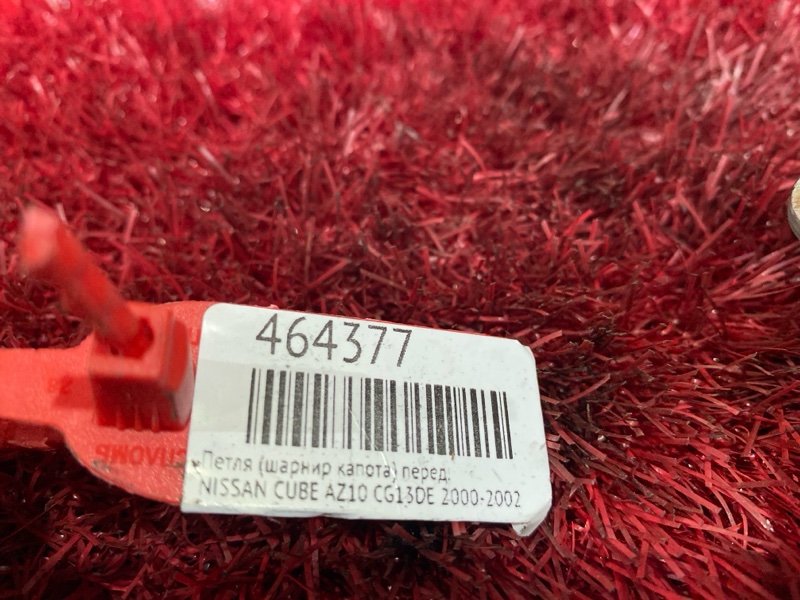 464377
Петля (шарнир капота) перед.
NISSAN CUBE AZ10 CG13DE 2000-2002